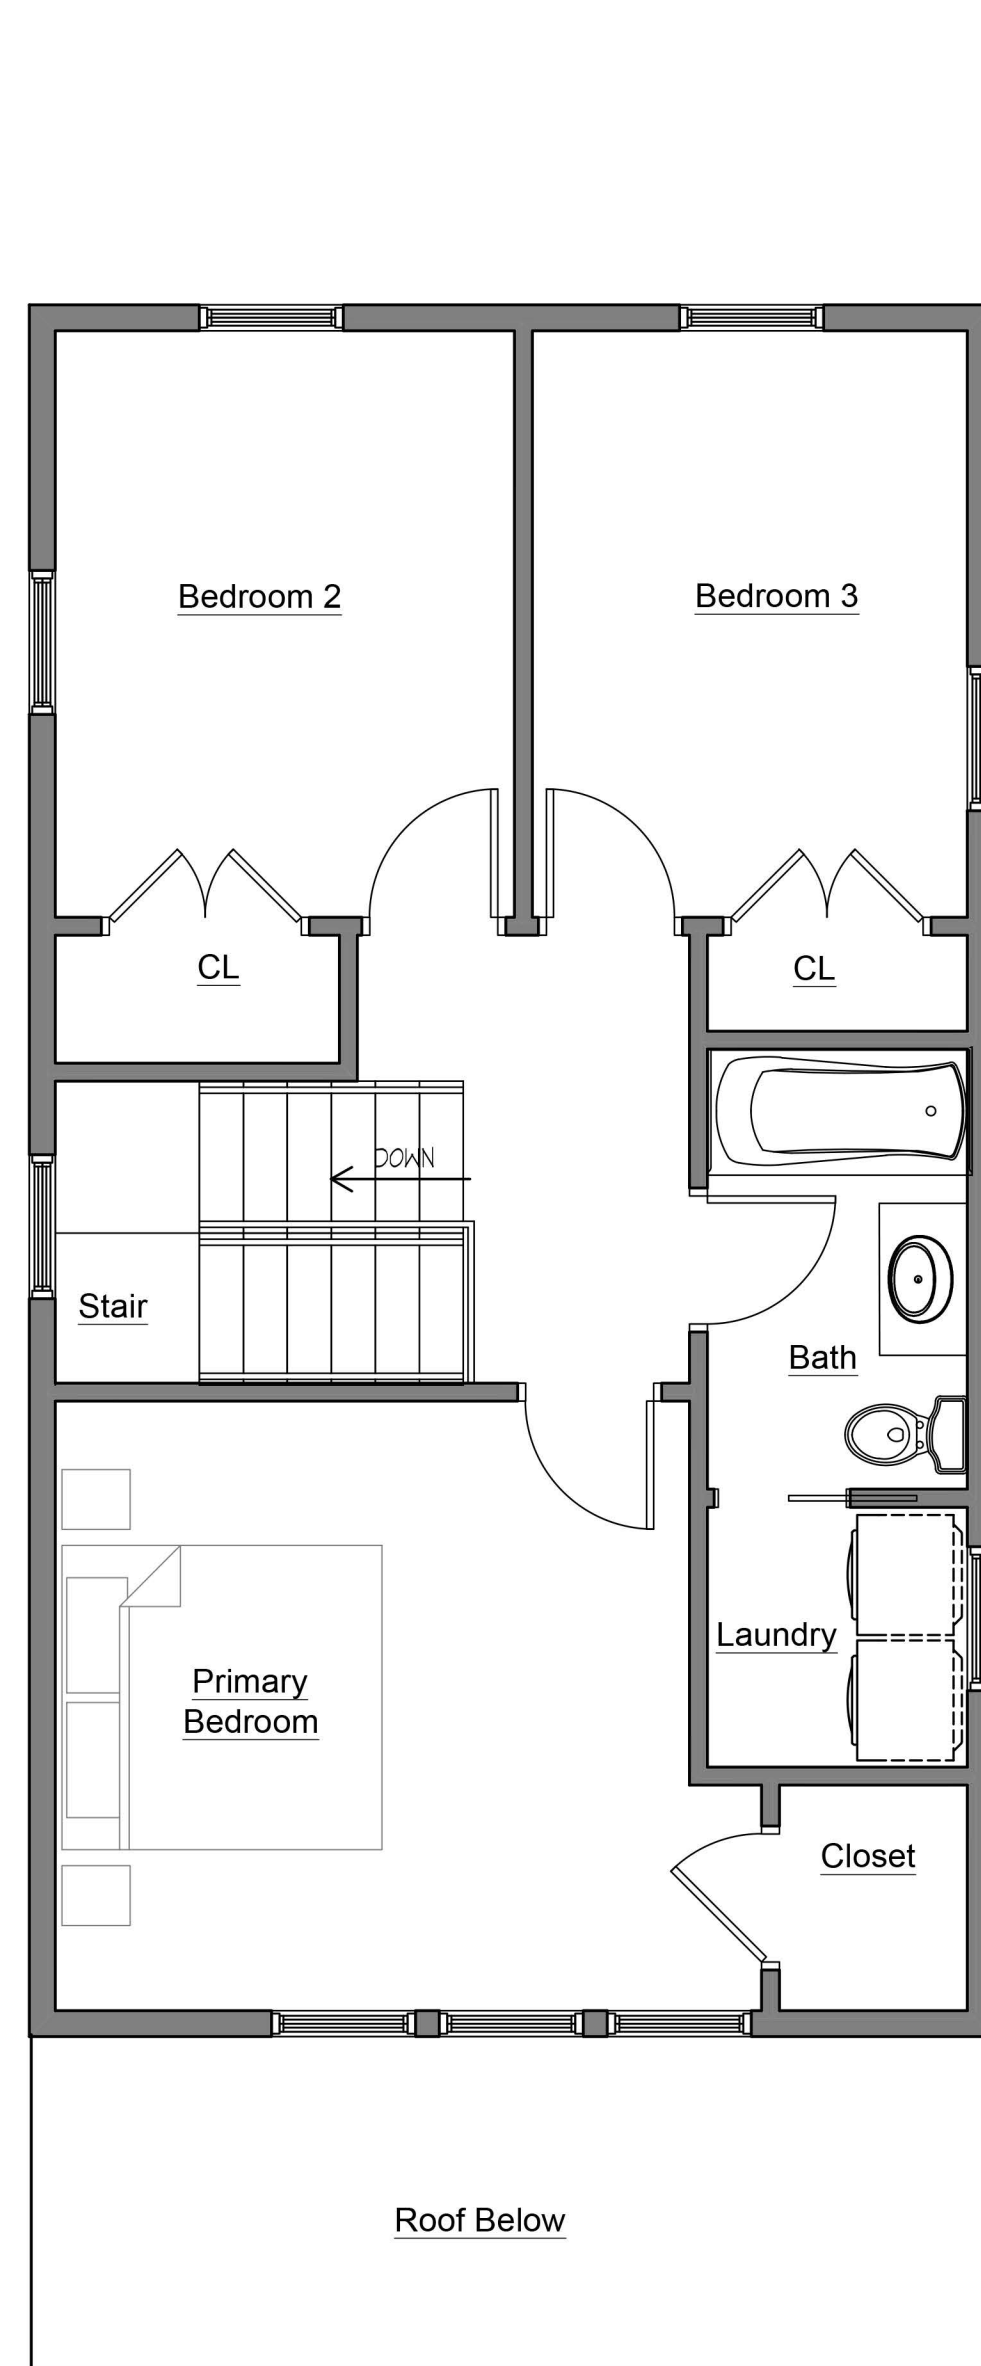 Bedroom 2
Bedroom 3
CL
CL
DOWN
Stair
Bath
Laundry
Primary
Bedroom
Closet
Roof Below